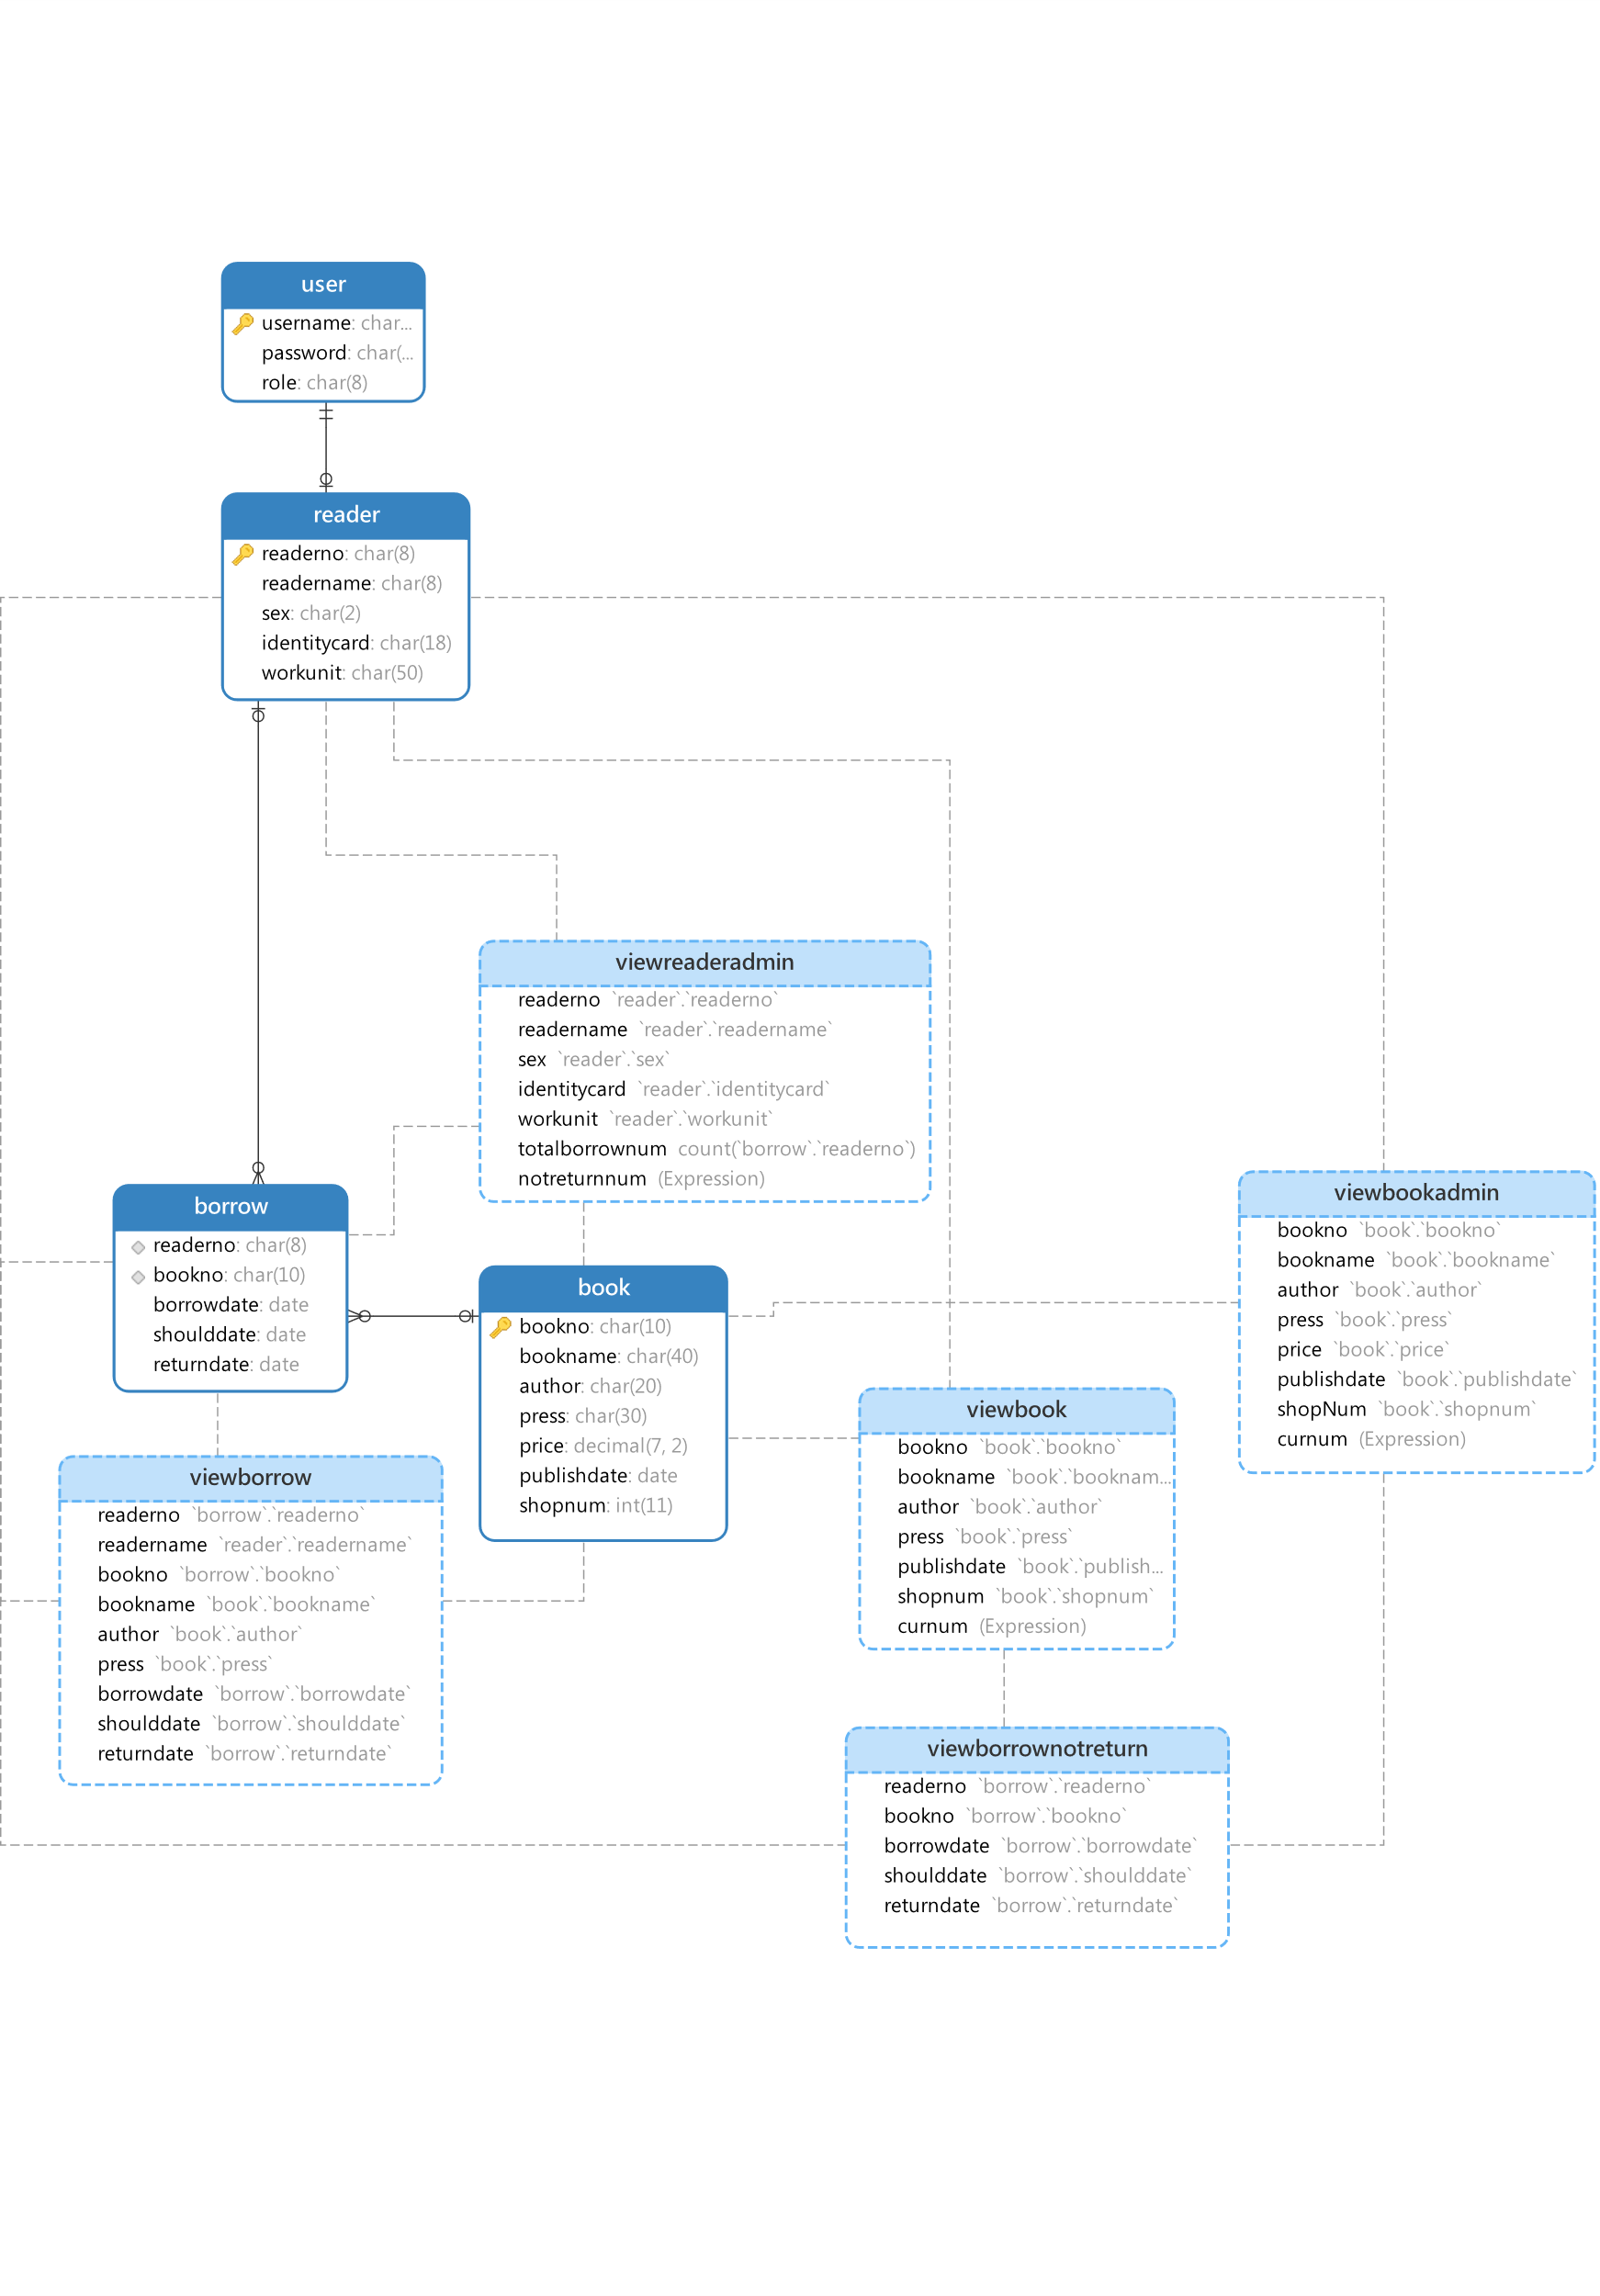 user
username: char...
password: char(...
role: char(8)
reader
readerno: char(8)
readername: char(8)
sex: char(2)
identitycard: char(18)
workunit: char(50)
viewreaderadmin
readerno `reader`.`readerno`
readername `reader`.`readername`
sex `reader`.`sex`
identitycard `reader`.`identitycard`
workunit `reader`.`workunit`
totalborrownum count(`borrow`.`readerno`)
notreturnnum (Expression)
borrow
readerno: char(8)
bookno: char(10)
borrowdate: date
shoulddate: date
returndate: date
book
bookno: char(10)
bookname: char(40)
author: char(20)
press: char(30)
price: decimal(7, 2)
publishdate: date
shopnum: int(11)
viewbookadmin
bookno `book`.`bookno`
bookname `book`.`bookname`
author `book`.`author`
press `book`.`press`
price `book`.`price`
publishdate `book`.`publishdate`
shopNum `book`.`shopnum`
curnum (Expression)
viewbook
bookno `book`.`bookno`
bookname `book`.`booknam...
author `book`.`author`
press `book`.`press`
publishdate `book`.`publish...
shopnum `book`.`shopnum`
curnum (Expression)
viewborrow
readerno `borrow`.`readerno`
readername `reader`.`readername`
bookno `borrow`.`bookno`
bookname `book`.`bookname`
author `book`.`author`
press `book`.`press`
borrowdate `borrow`.`borrowdate`
shoulddate `borrow`.`shoulddate`
returndate `borrow`.`returndate`
viewborrownotreturn
readerno `borrow`.`readerno`
bookno `borrow`.`bookno`
borrowdate `borrow`.`borrowdate`
shoulddate `borrow`.`shoulddate`
returndate `borrow`.`returndate`